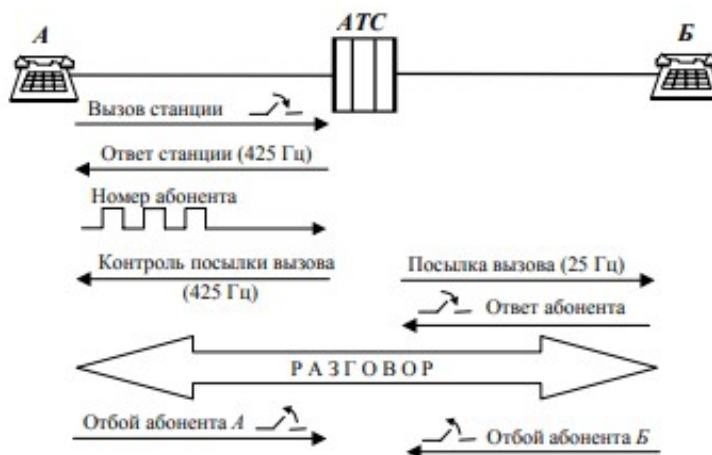 А
АТС
Б
Вызов станции
Ответ станции (425 Гц)
Номер абонента
Контроль посылки вызова
(425 Гц)
Посылка вызова (25 Гц)
Ответ абонента
РАЗГОВОР
Отбой абонента А
Отбой абонента Б